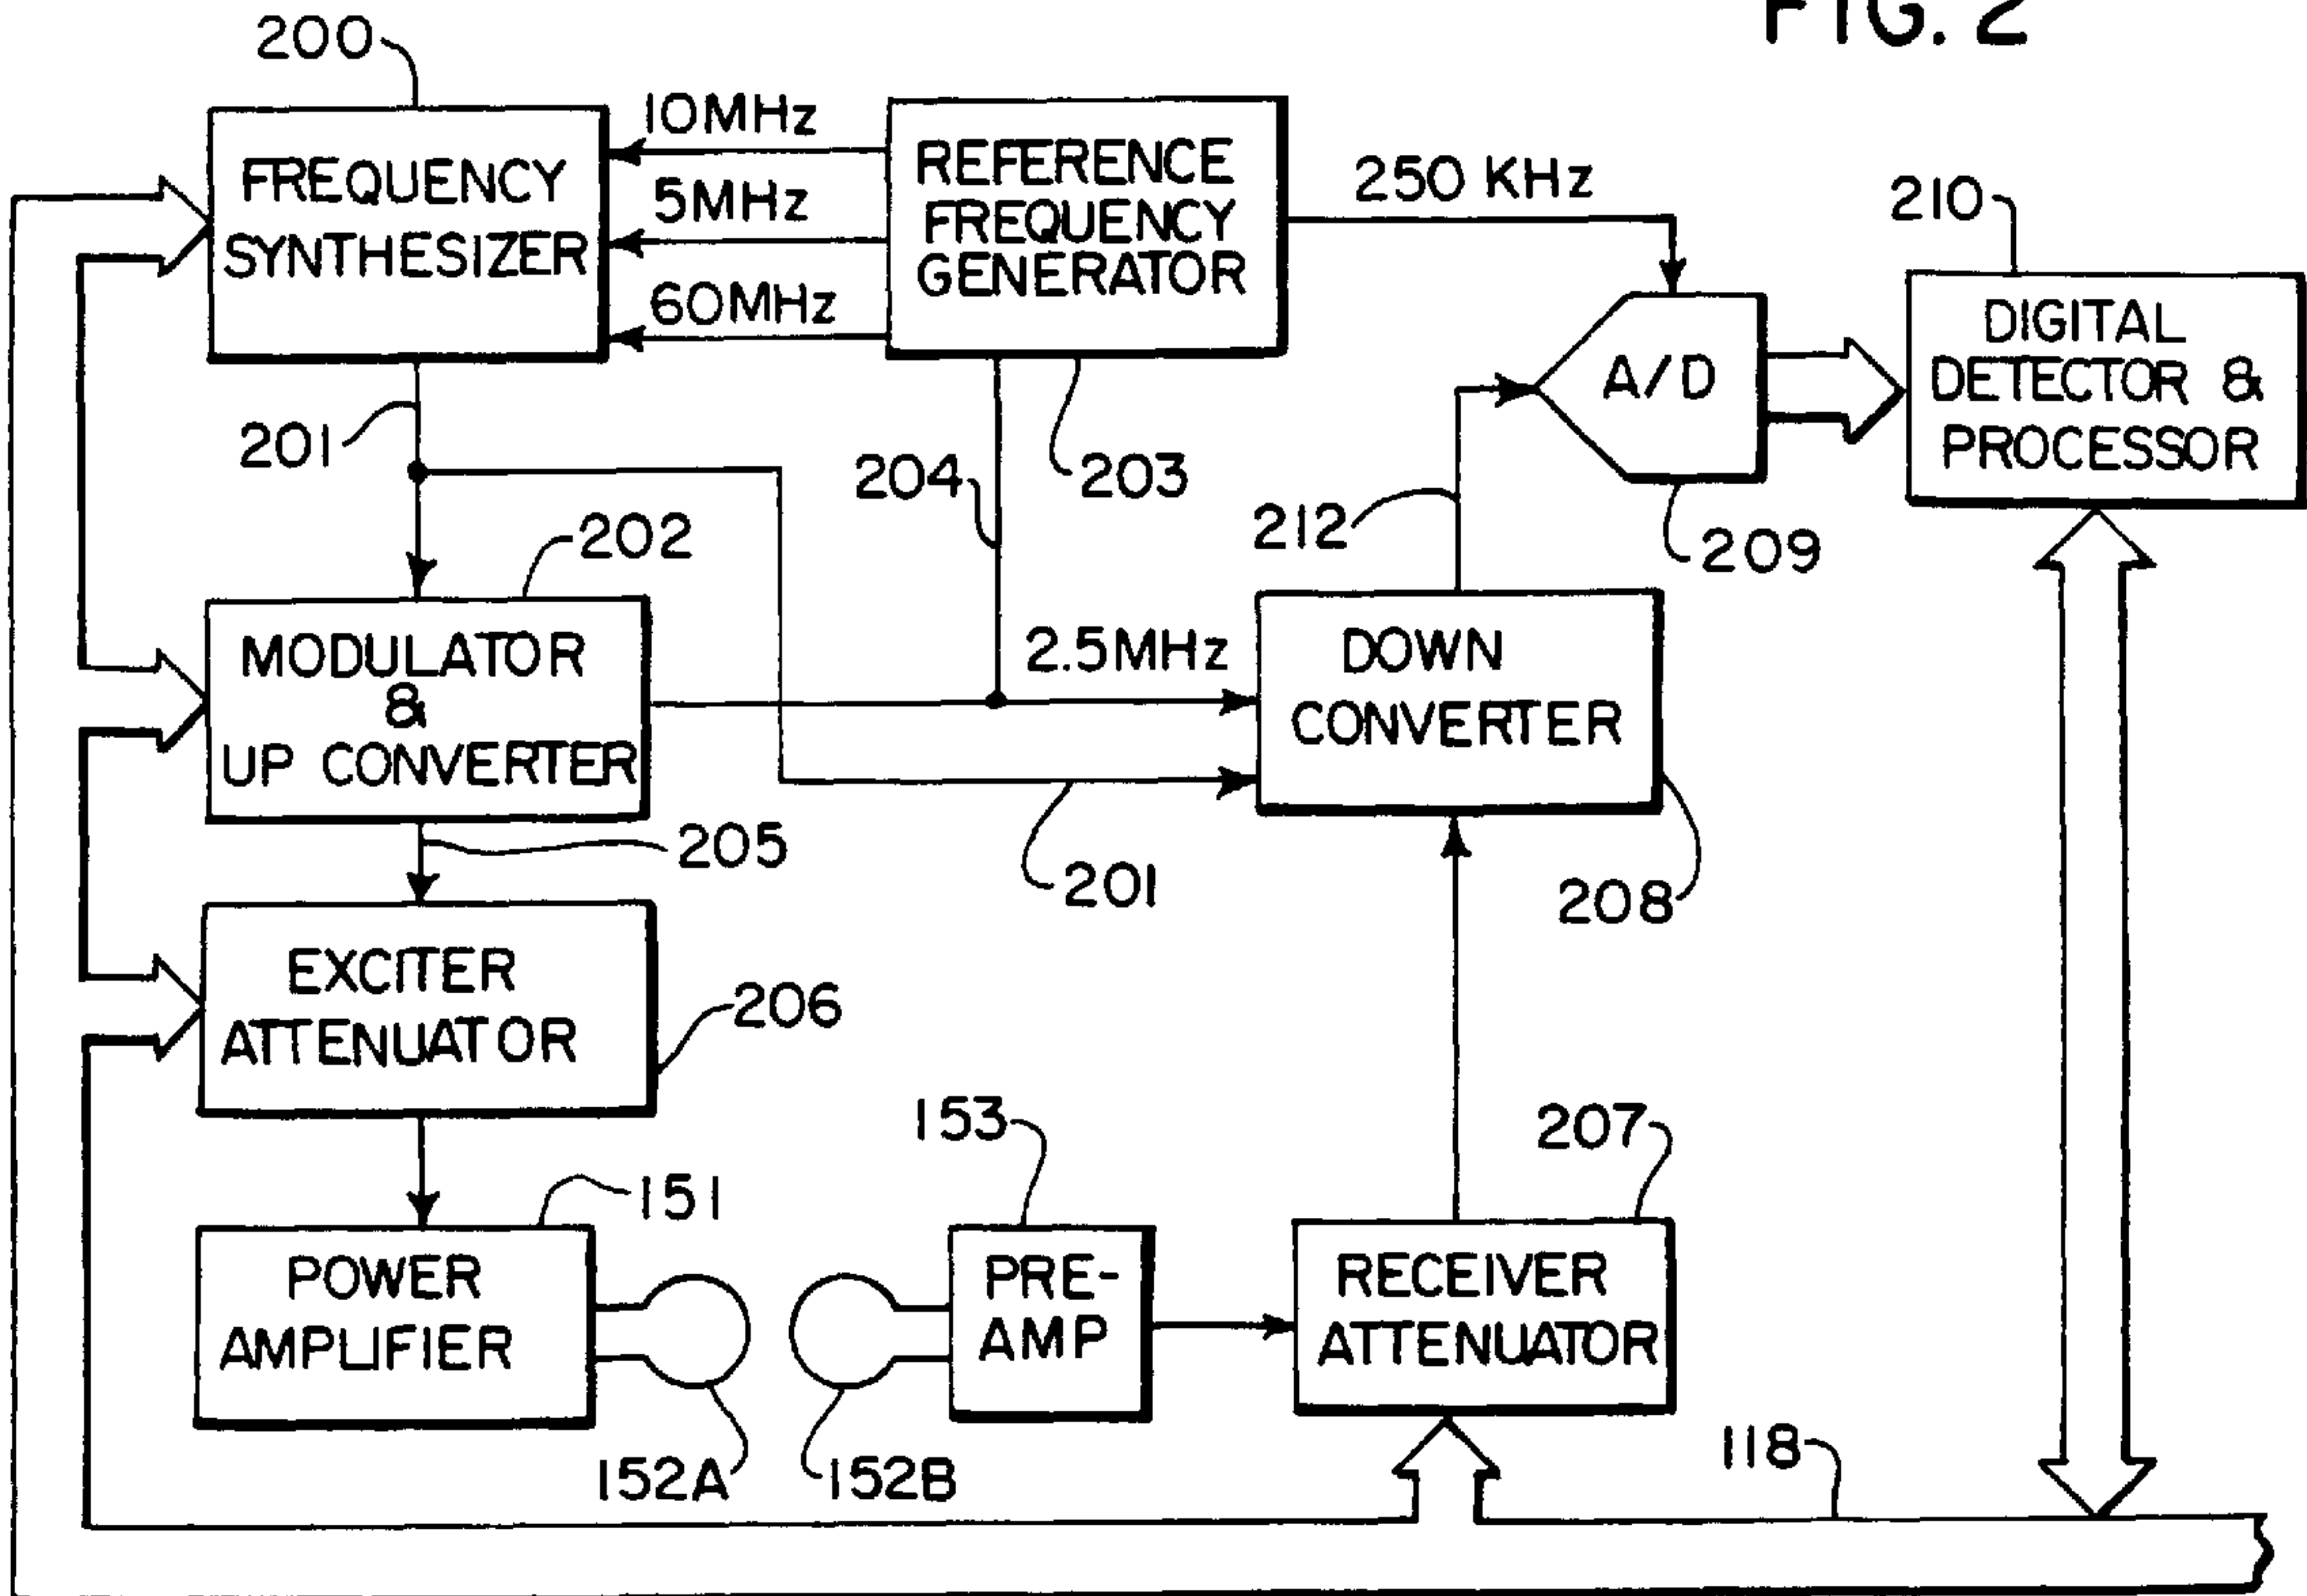 FIG. 2
200
10MHz
5MHz
60MHz
FREQUENCY
SYNTHESIZER
REFERENCE
FREQUENCY
GENERATOR
250 KHz
210
A/D
DIGITAL
DETECTOR &
PROCESSOR
201
204
203
212
209
202
MODULATOR
&
UP CONVERTER
2.5MHz
DOWN
CONVERTER
205
201
208
EXCITER
ATTENUATOR
206
153
207
151
POWER
AMPLIFIER
PRE-
AMP
RECEIVER
ATTENUATOR
152A
152B
118